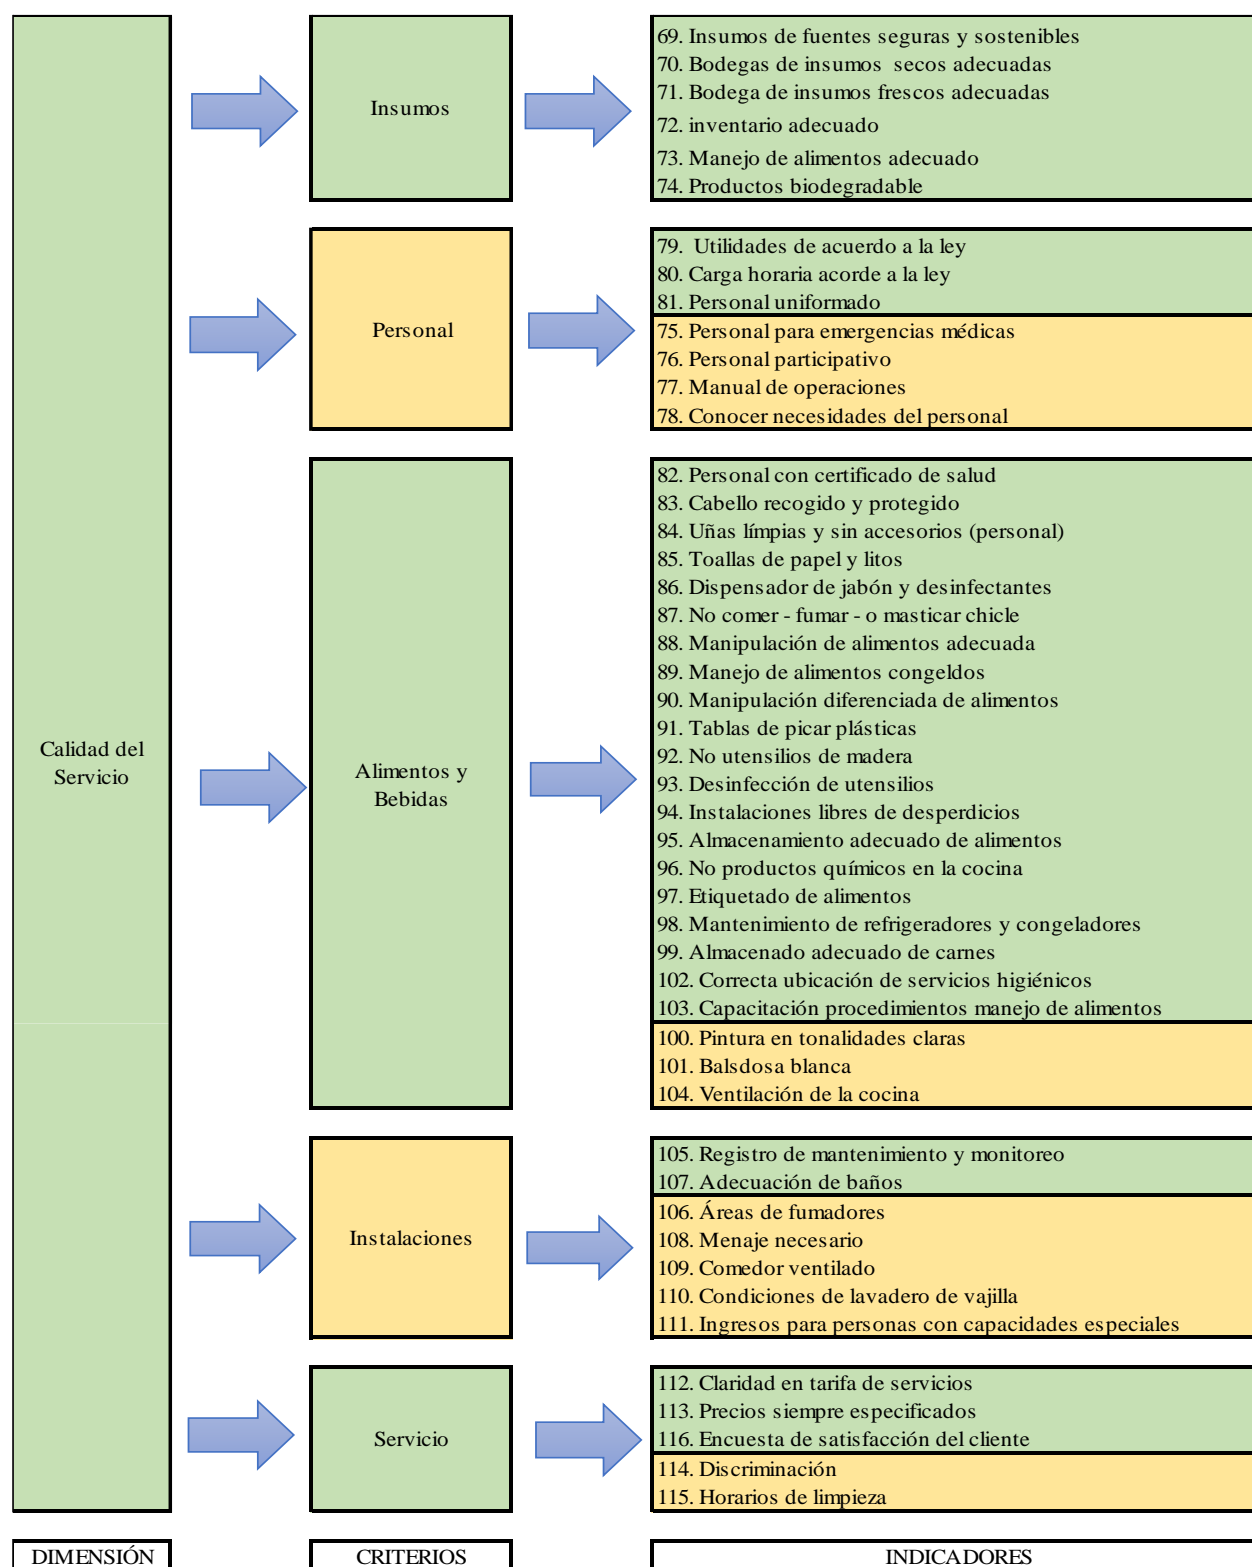 Calidad del
Servicio
Insumos
69. Insumos de fuentes seguras y sostenibles
70. Bodegas de insumos  secos adecuadas
71. Bodega de insumos frescos adecuadas
72. inventario adecuado
73. Manejo de alimentos adecuado
74. Productos biodegradable
Personal
79.  Utilidades de acuerdo a la ley
80. Carga horaria acorde a la ley
81. Personal uniformado
75. Personal para emergencias médicas
76. Personal participativo
77. Manual de operaciones
78. Conocer necesidades del personal
Alimentos y
Bebidas
82. Personal con certificado de salud
83. Cabello recogido y protegido
84. Uñas límpias y sin accesorios (personal)
85. Toallas de papel y litos
86. Dispensador de jabón y desinfectantes
87. No comer - fumar - o masticar chicle
88. Manipulación de alimentos adecuada
89. Manejo de alimentos congeldos
90. Manipulación diferenciada de alimentos
91. Tablas de picar plásticas
92. No utensilios de madera
93. Desinfección de utensilios
94. Instalaciones libres de desperdicios
95. Almacenamiento adecuado de alimentos
96. No productos químicos en la cocina
97. Etiquetado de alimentos
98. Mantenimiento de refrigeradores y congeladores
99. Almacenado adecuado de carnes
102. Correcta ubicación de servicios higiénicos
103. Capacitación procedimientos manejo de alimentos
100. Pintura en tonalidades claras
101. Balsdosa blanca
104. Ventilación de la cocina
Instalaciones
105. Registro de mantenimiento y monitoreo
107. Adecuación de baños
106. Áreas de fumadores
108. Menaje necesario
109. Comedor ventilado
110. Condiciones de lavadero de vajilla
111. Ingresos para personas con capacidades especiales
Servicio
112. Claridad en tarifa de servicios
113. Precios siempre especificados
116. Encuesta de satisfacción del cliente
114. Discriminación
115. Horarios de limpieza
DIMENSIÓN
CRITERIOS
INDICADORES